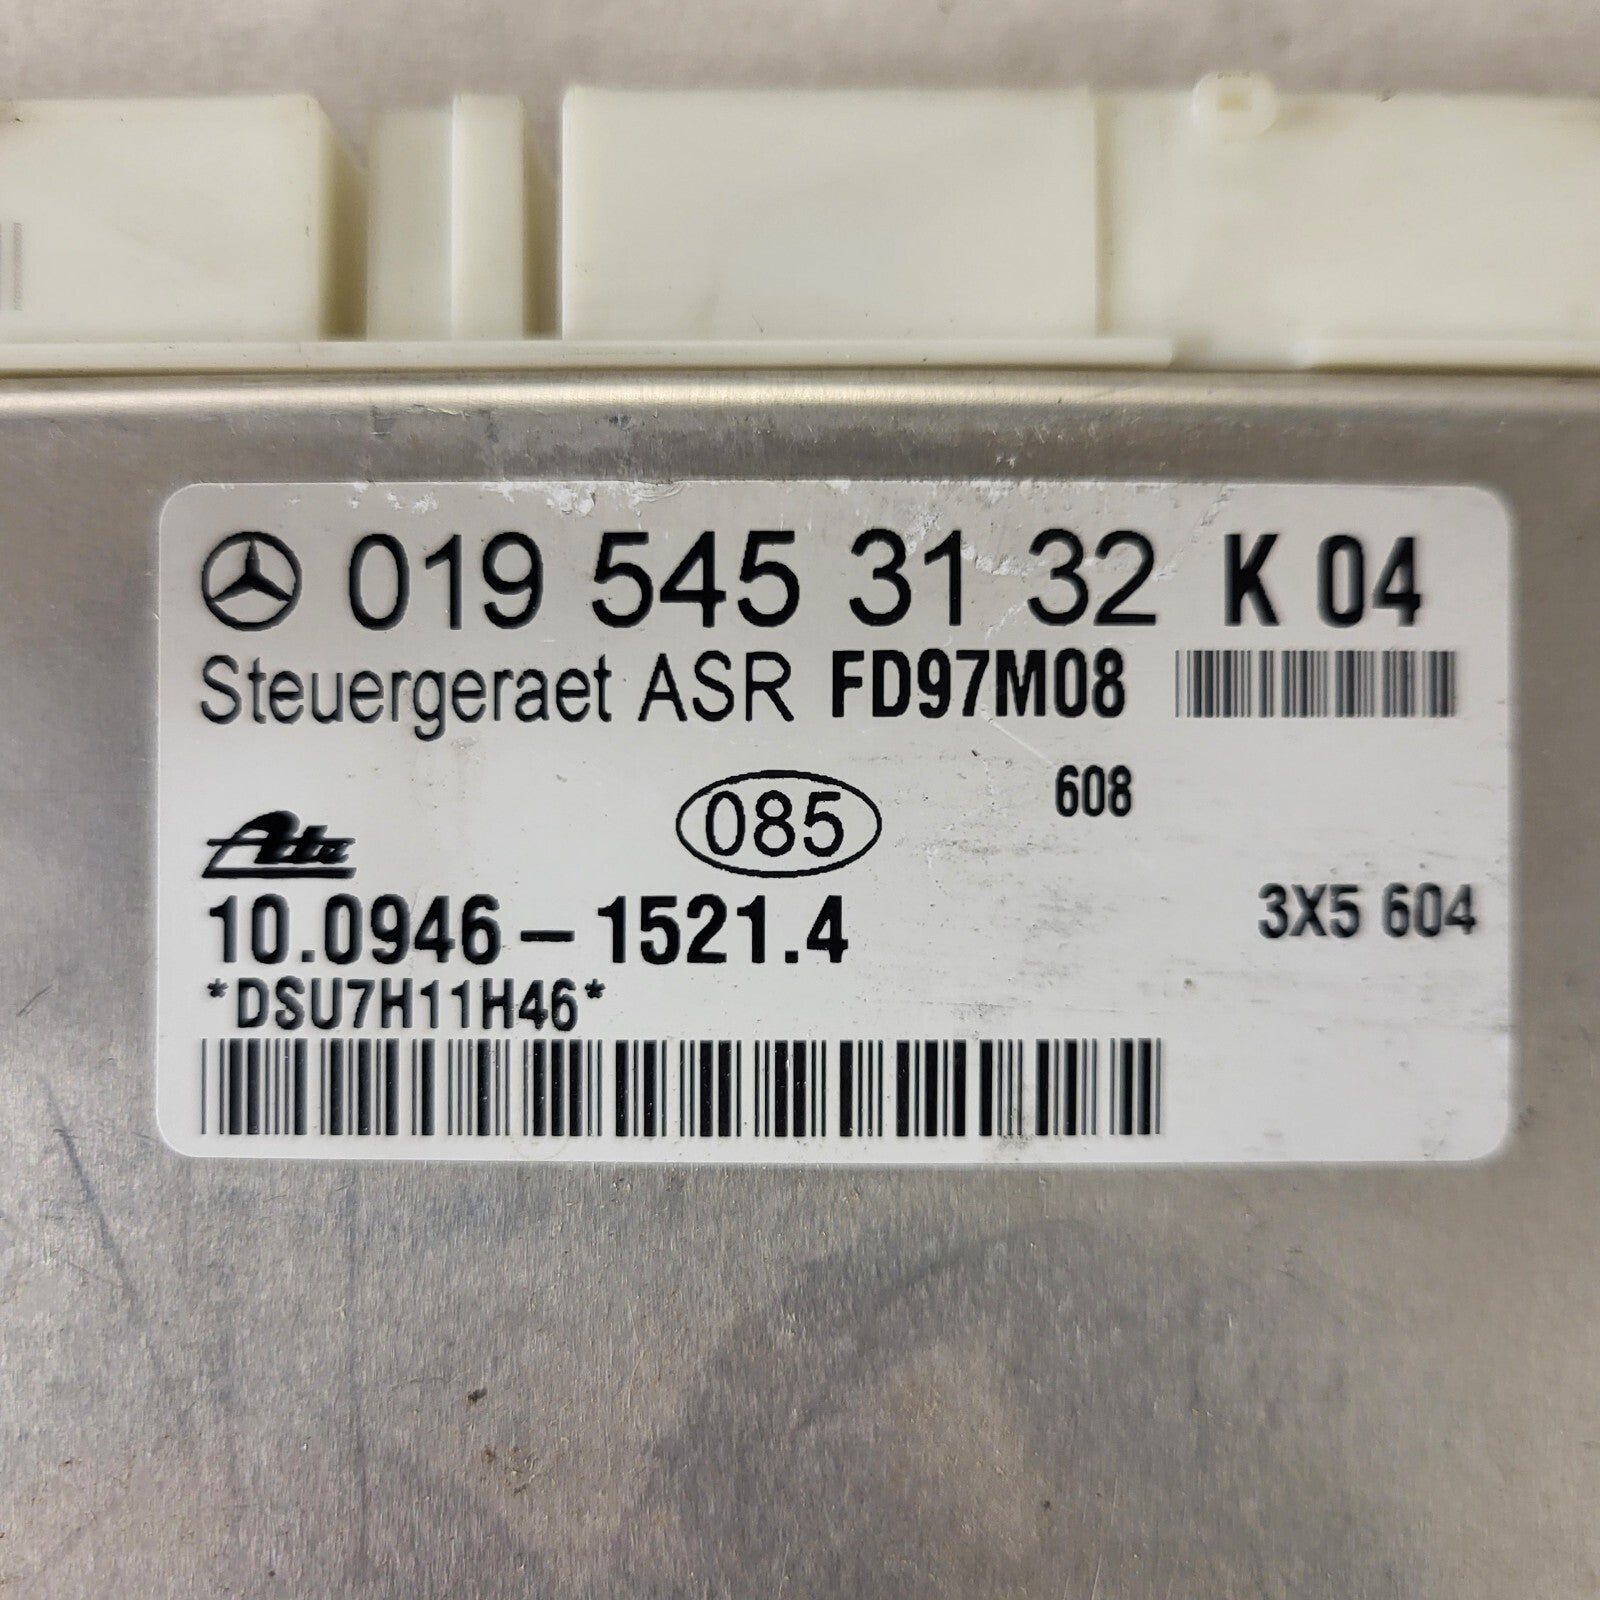 019 545 31 32 K 04
Steuergeraet ASR FD97M08
608
085
Ate
3X5 604
10.0946-1521.4
*DSU7H11H46*